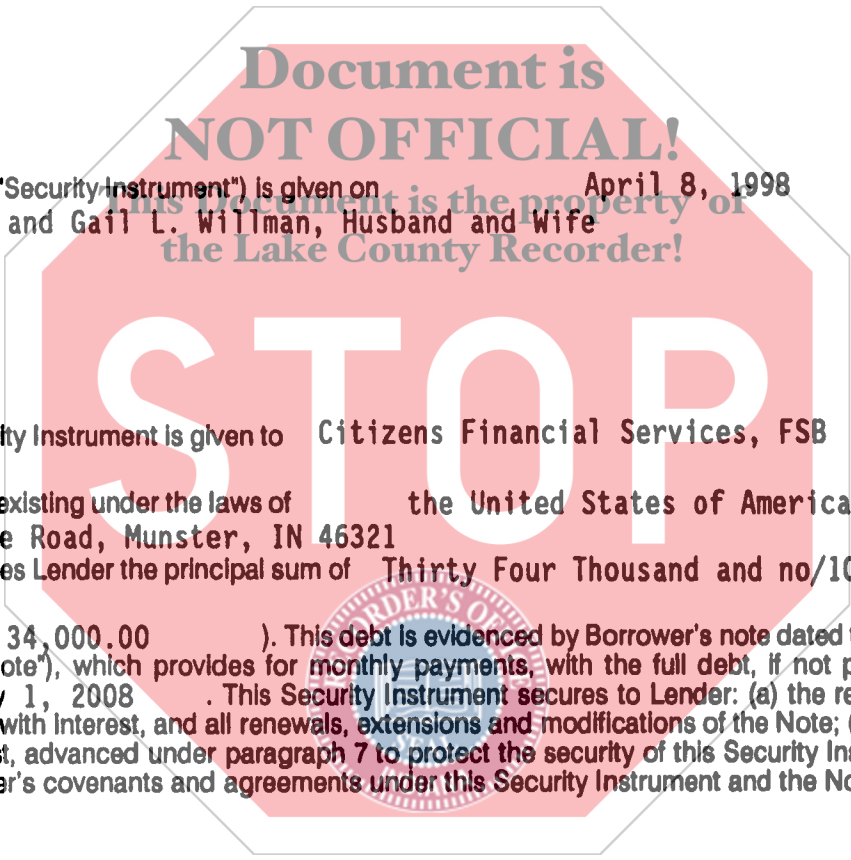 Document is
NOT OFFICIAL!
"Security Instrument") is given on April 8, 1998
This Document is the property of
and Gail L. Willman, Husband and Wife
the Lake County Recorder!
STOP
ity Instrument is given to Citizens Financial Services, FSB
existing under the laws of the United States of America
e Road, Munster, IN 46321
es Lender the principal sum of Thirty Four Thousand and no/10
34,000.00 ). This debt is evidenced by Borrower's note dated
ote"), which provides for monthly payments, with the full debt, if not p
1, 2008 . This Security Instrument secures to Lender: (a) the re
with interest, and all renewals, extensions and modifications of the Note; (
t, advanced under paragraph 7 to protect the security of this Security Ins
er's covenants and agreements under this Security Instrument and the No
RECORDER'S OFFICE
INDIANA